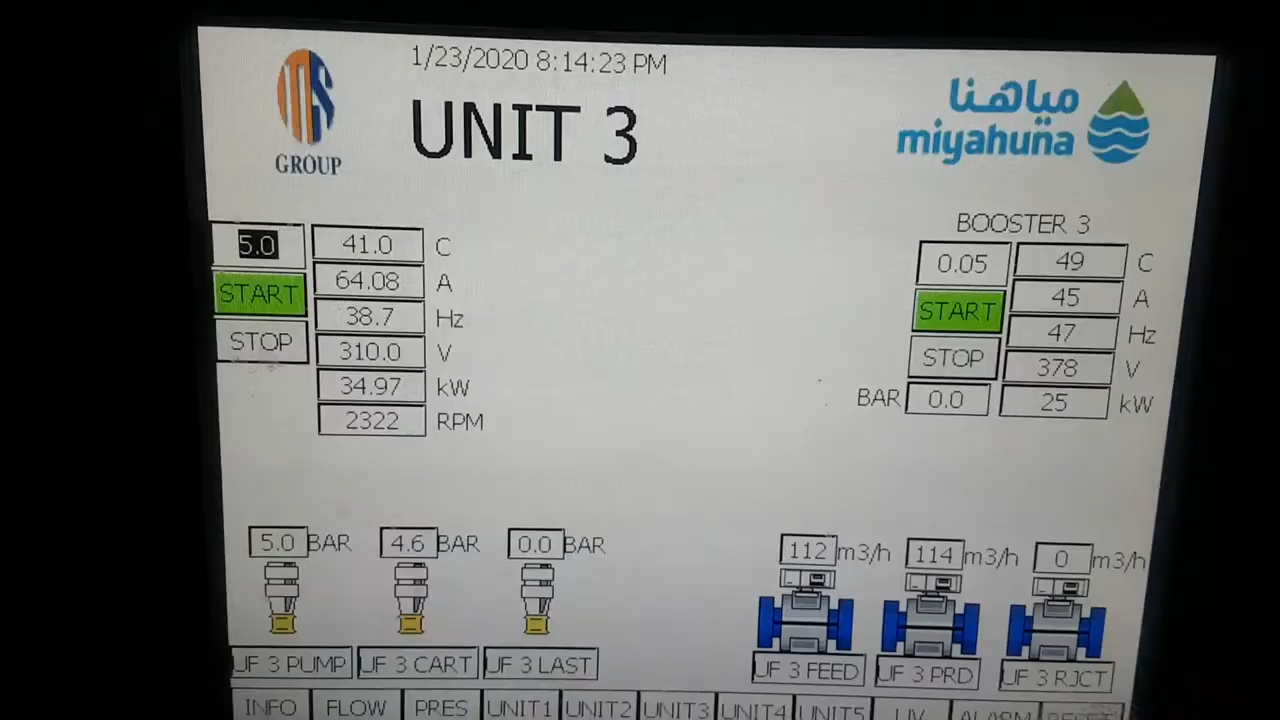 1/23/2020 8:14:23 PM
ITS
GROUP
UNIT 3
مياهنا
miyahuna
5.0
START
STOP
41.0 C
64.08 A
38.7 Hz
310.0 V
34.97 kW
2322 RPM
BOOSTER 3
0.05
START
STOP
BAR 0.0
49 C
45 A
47 Hz
378 V
25 kW
5.0 BAR 4.6 BAR 0.0 BAR
112 m3/h 114 m3/h 0 m3/h
UF 3 PUMP UF 3 CART UF 3 LAST
UF 3 FEED UF 3 PRD UF 3 RJCT
INFO FLOW PRES UNIT1 UNIT2 UNIT3 UNIT4 UNIT5 UV ALARM RESET